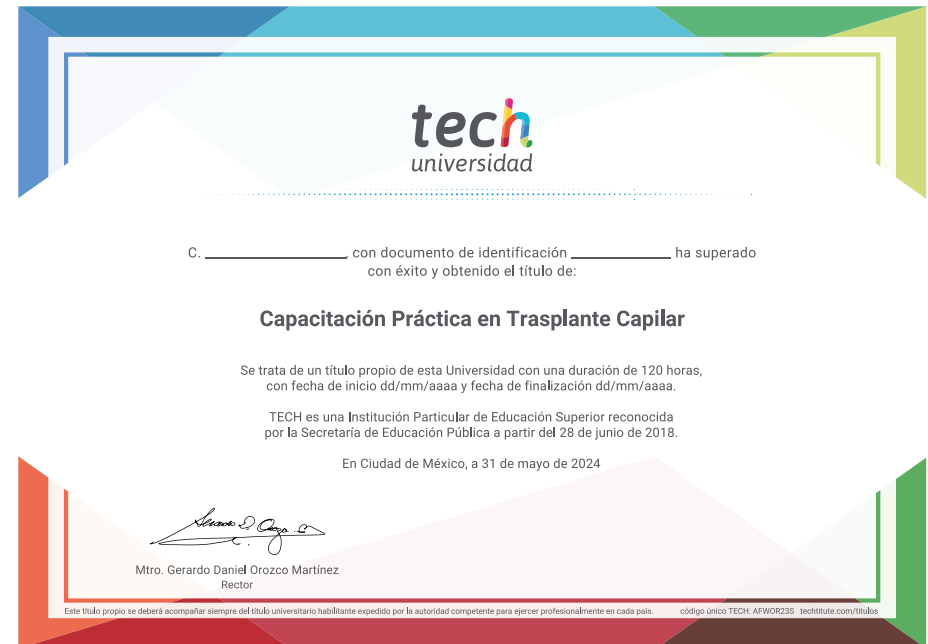 tech
universidad
C. ____________, con documento de identificación ________ ha superado
con éxito y obtenido el título de:
Capacitación Práctica en Trasplante Capilar
Se trata de un título propio de esta Universidad con una duración de 120 horas,
con fecha de inicio dd/mm/aaaa y fecha de finalización dd/mm/aaaa.
TECH es una Institución Particular de Educación Superior reconocida
por la Secretaría de Educación Pública a partir del 28 de junio de 2018.
En Ciudad de México, a 31 de mayo de 2024
Mtro. Gerardo Daniel Orozco Martínez
Rector
Este título propio se deberá acompañar siempre del título universitario habilitante expedido por la autoridad competente para ejercer profesionalmente en cada país. código único TECH: AFWOR23S techtitute.com/titulos